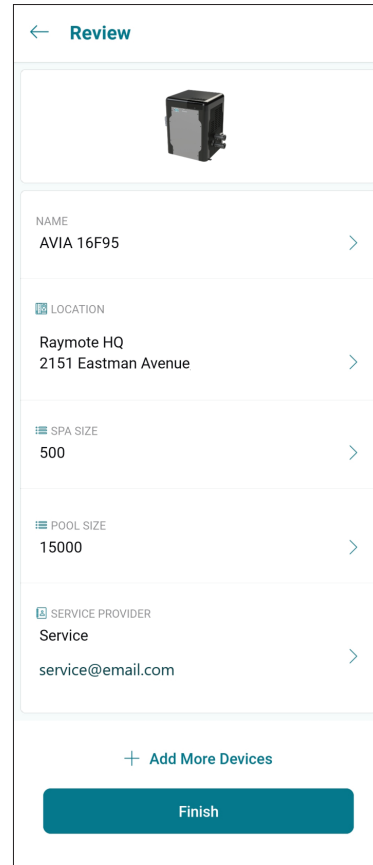 Review
NAME
AVIA 16F95
LOCATION
Raymote HQ
2151 Eastman Avenue
SPA SIZE
500
POOL SIZE
15000
SERVICE PROVIDER
Service
service@email.com
Add More Devices
Finish